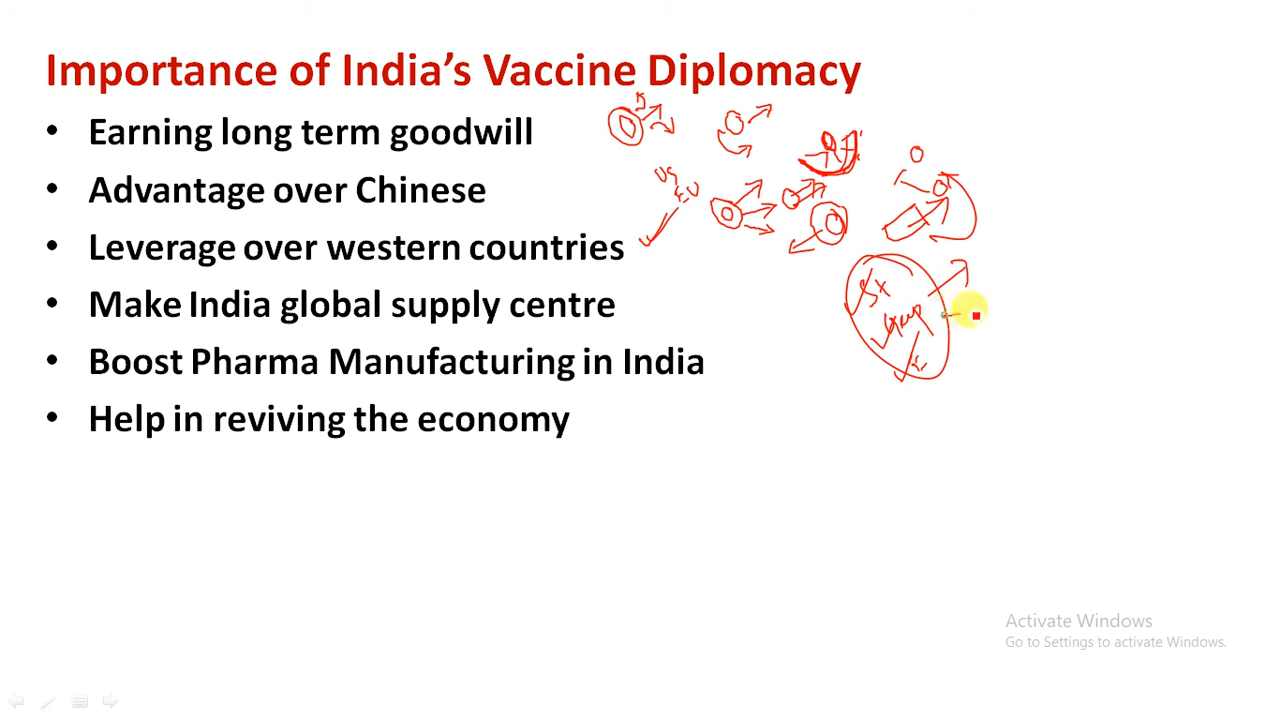 Importance of India's Vaccine Diplomacy
• Earning long term goodwill
• Advantage over Chinese
• Leverage over western countries
• Make India global supply centre
• Boost Pharma Manufacturing in India
• Help in reviving the economy
EU
Activate Windows
Go to Settings to activate Windows.